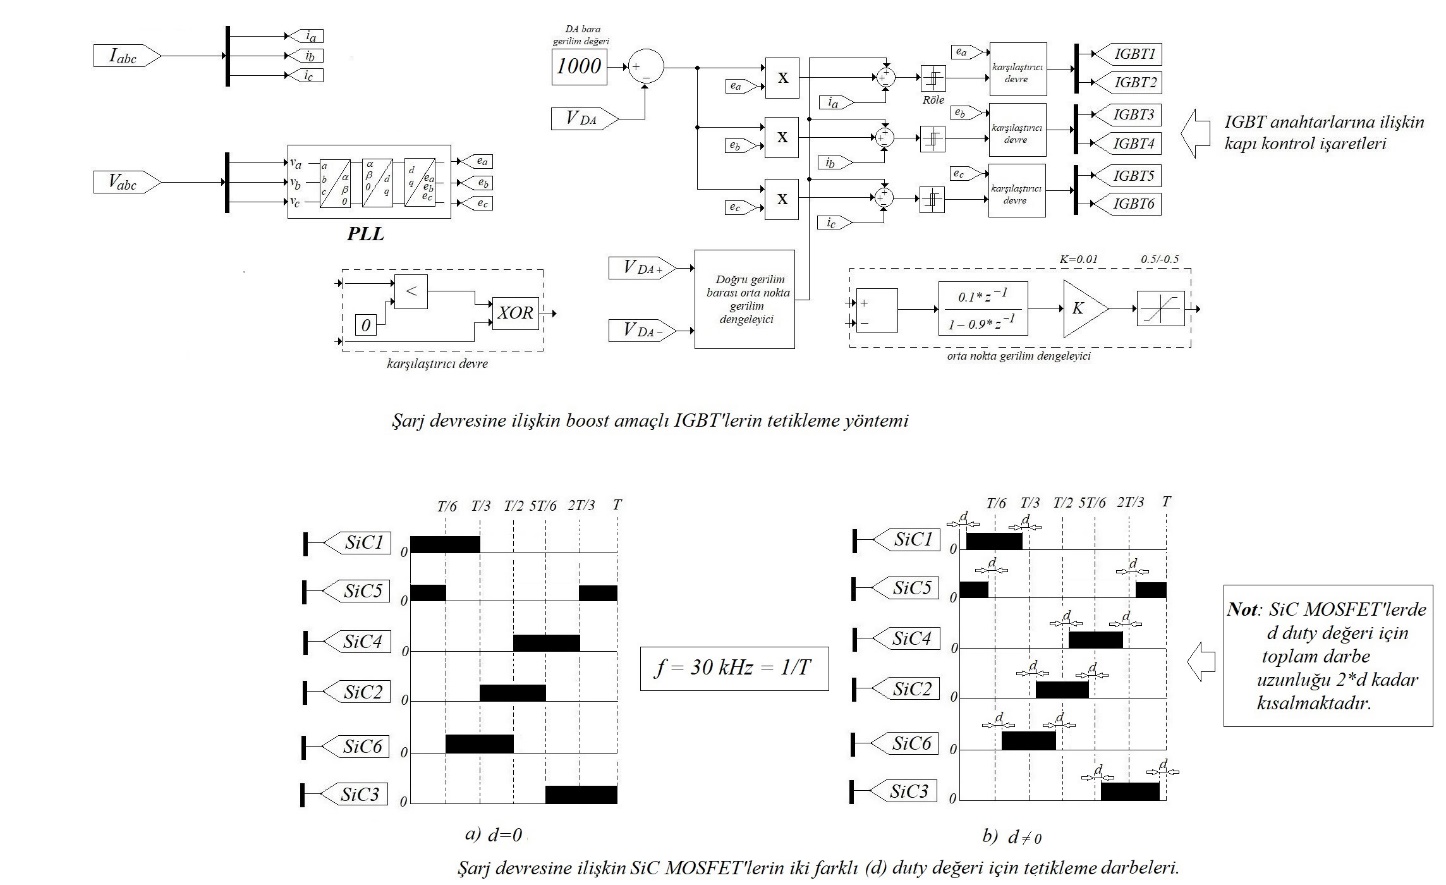 Iabc
ia
ib
ic
Vabc
va
vb
vc
a
b
c
α
β
0
α
β
0
d
q
d
q
ea
eb
ec
ea
eb
ec
PLL
DA bara
gerilim değeri
1000
+
−
VDA
ea
X
ia
+
+
+
Röle
ea
karşılaştırıcı
devre
IGBT1
IGBT2
eb
X
ib
+
+
+
eb
karşılaştırıcı
devre
IGBT3
IGBT4
ec
X
ic
+
+
+
ec
karşılaştırıcı
devre
IGBT5
IGBT6
IGBT anahtarlarına ilişkin
kapı kontrol işaretleri
<
0
XOR
karşılaştırıcı devre
VDA+
VDA−
Doğru gerilim
barası orta nokta
gerilim
dengeleyici
+
−
0.1*z−1
1−0.9*z−1
K=0.01
K
0.5/-0.5
orta nokta gerilim dengeleyici
Şarj devresine ilişkin boost amaçlı IGBT'lerin tetikleme yöntemi
T/6 T/3 T/2 5T/6 2T/3 T
SiC1 0
SiC5 0
SiC4 0
SiC2 0
SiC6 0
SiC3 0
a) d=0
f = 30 kHz = 1/T
T/6 T/3 T/2 5T/6 2T/3 T
d d
SiC1 0
d d
SiC5 0
d d
SiC4 0
d d
SiC2 0
d d
SiC6 0
d d
SiC3 0
b) d≠0
Not: SiC MOSFET'lerde
d duty değeri için
toplam darbe
uzunluğu 2*d kadar
kısalmaktadır.
Şarj devresine ilişkin SiC MOSFET'lerin iki farklı (d) duty değeri için tetikleme darbeleri.